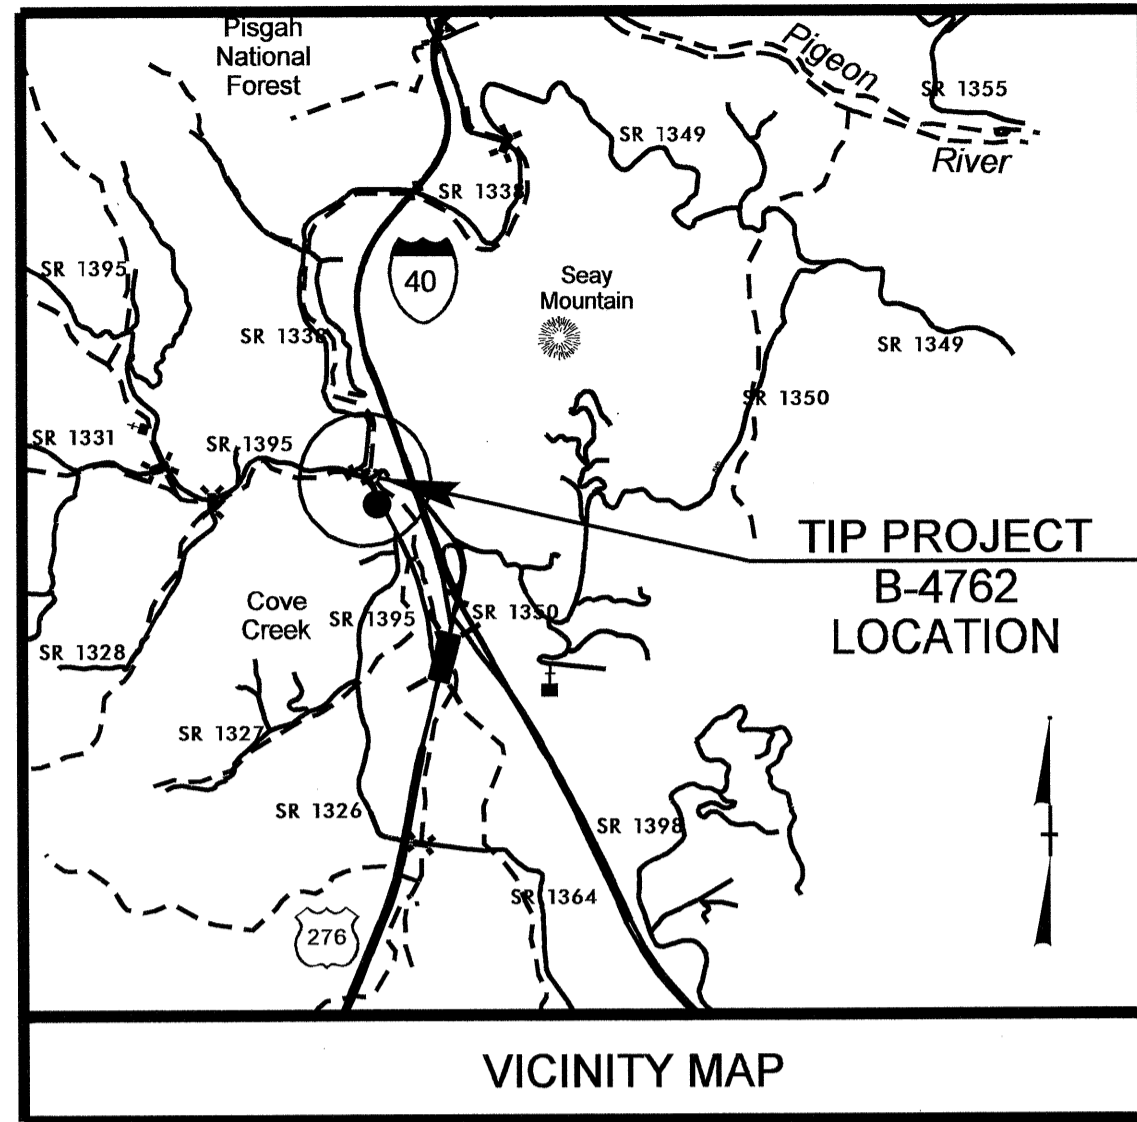 Pisgah
National
Forest
Pigeon
River
SR 1355
SR 1349
SR 1338
40
SR 1395
Seay
Mountain
SR 1338
SR 1349
SR 1350
SR 1331
SR 1395
TIP PROJECT
B-4762
LOCATION
Cove
Creek
SR 1395
SR 1350
SR 1328
SR 1327
SR 1326
SR 1398
SR 1364
276
VICINITY MAP